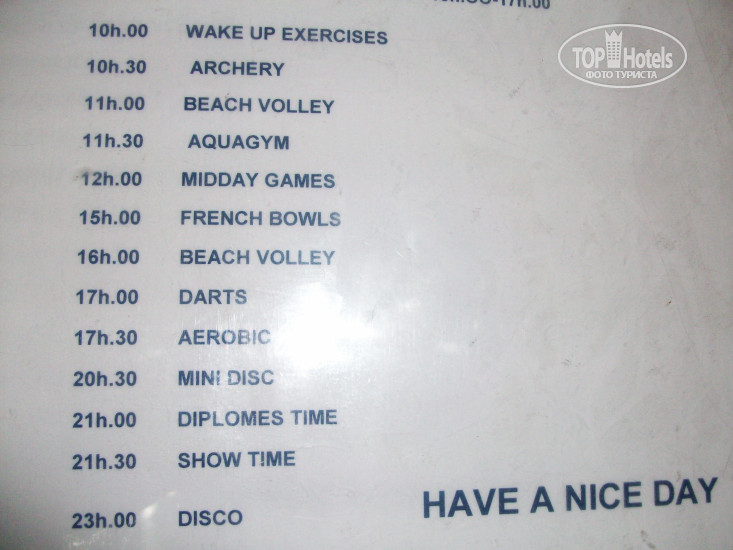 17h.00
TOP Hotels
ФОТО ТУРИСТА
10h.00 WAKE UP EXERCISES
10h.30 ARCHERY
11h.00 BEACH VOLLEY
11h.30 AQUAGYM
12h.00 MIDDAY GAMES
15h.00 FRENCH BOWLS
16h.00 BEACH VOLLEY
17h.00 DARTS
17h.30 AEROBIC
20h.30 MINI DISC
21h.00 DIPLOMES TIME
21h.30 SHOW TIME
23h.00 DISCO
HAVE A NICE DAY